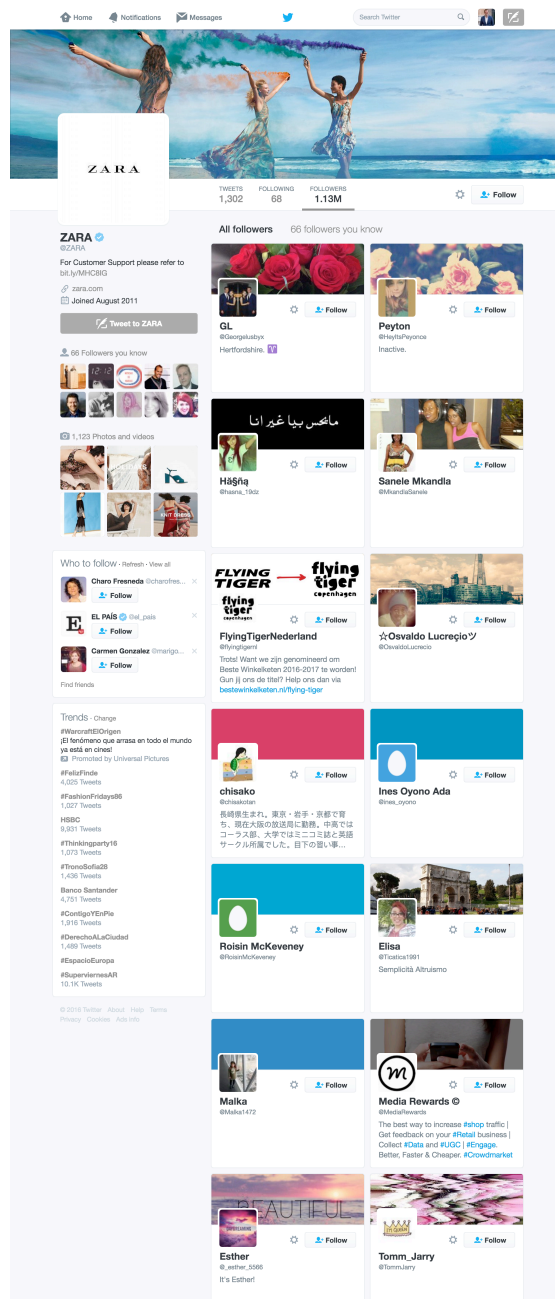 Home Notifications Messages Search Twitter
ZARA
TWEETS FOLLOWING FOLLOWERS
1,302 68 1.13M
Follow
ZARA
@ZARA
For Customer Support please refer to
bit.ly/MHC8IG
zara.com
Joined August 2011
Tweet to ZARA
66 Followers you know
1,123 Photos and videos
KNIT DRESS
Who to follow · Refresh · View all
Charo Fresneda @charofres...
Follow
E
EL PAÍS @el_pais
Follow
Carmen Gonzalez @marigo...
Follow
Find friends
Trends · Change
#WarcraftElOrigen
¡El fenómeno que arrasa en todo el mundo
ya está en cines!
Promoted by Universal Pictures
#FelizFinde
4,025 Tweets
#FashionFridays86
1,027 Tweets
HSBC
9,931 Tweets
#Thinkingparty16
1,073 Tweets
#TronoSofia28
1,436 Tweets
Banco Santander
4,751 Tweets
#ContigoYEnPie
1,916 Tweets
#DerechoALaCiudad
1,489 Tweets
#EspacioEuropa
#SuperviernesAR
10.1K Tweets
© 2016 Twitter About Help Terms
Privacy Cookies Ads info
All followers 66 followers you know
Follow
GL
@Georgelusbyx
Hertfordshire.
Follow
Peyton
@HeyItsPeyonce
Inactive.
مانحس بيا غير انا
Follow
Hä§ñą
@hasna_19dz
Follow
Sanele Mkandla
@MkandlaSanele
FLYING
TIGER
flying
tiger
copenhagen
flying
tiger
copenhagen
Follow
FlyingTigerNederland
@flyingtigernl
Trots! Want we zijn genomineerd om
Beste Winkelketen 2016-2017 te worden!
Gun jij ons de titel? Help ons dan via
bestewinkelketen.nl/flying-tiger
Follow
☆Osvaldo Lucreçioツ
@OsvaldoLucrecio
Follow
chisako
@chisakotan
長崎県生まれ。東京・岩手・京都で育
ち、現在大阪の放送局に勤務。中高では
コーラス部、大学ではミニコミ誌と英語
サークル所属でした。目下の習い事...
Follow
Ines Oyono Ada
@ines_oyono
Follow
Roisin McKeveney
@RoisinMcKeveney
Follow
Elisa
@Ticatica1991
Semplicità Altruismo
Follow
Malka
@Malka1472
m
Follow
Media Rewards ©
@MediaRewards
The best way to increase #shop traffic |
Get feedback on your #Retail business |
Collect #Data and #UGC | #Engage.
Better, Faster & Cheaper. #Crowdmarket
BEAUTIFUL
Follow
Esther
@_esther_5566
It's Esther!
Follow
Tomm_Jarry
@TommJarry